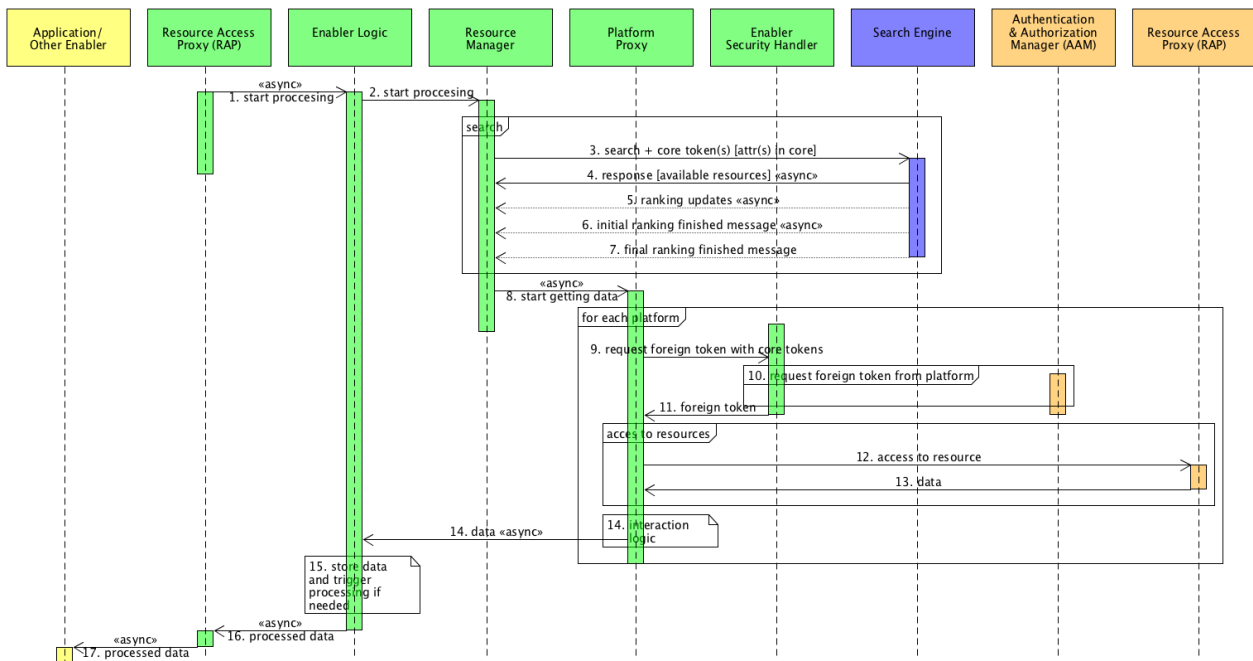 Application/
Other Enabler
Resource Access
Proxy (RAP)
Enabler Logic
Resource
Manager
Platform
Proxy
Enabler
Security Handler
Search Engine
Authentication
& Authorization
Manager (AAM)
Resource Access
Proxy (RAP)
«async»
1. start proccesing
2. start proccesing
search
3. search + core token(s) [attr(s) in core]
4. response [available resources] «async»
5. ranking updates «async»
6. initial ranking finished message «async»
7. final ranking finished message
«async»
8. start getting data
for each platform
9. request foreign token with core tokens
10. request foreign token from platform
11. foreign token
acces to resources
12. access to resource
13. data
14. interaction
logic
14. data «async»
15. store data
and trigger
processing if
needed
«async»
16. processed data
«async»
17. processed data